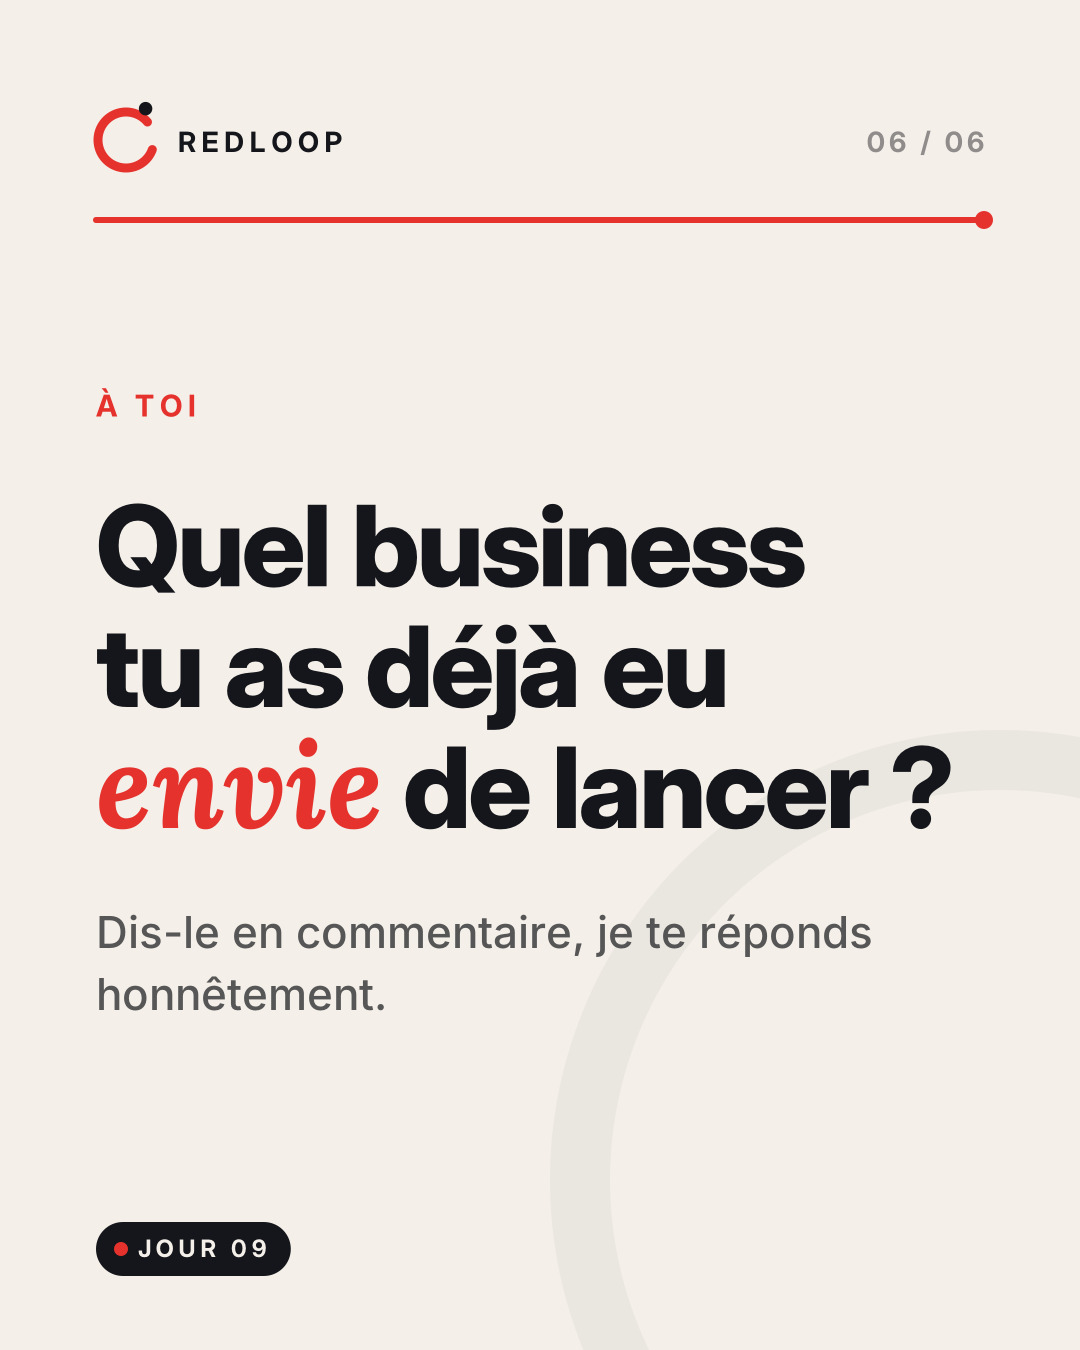 REDLOOP
06 / 06
À TOI
Quel business
tu as déjà eu
envie de lancer ?
Dis-le en commentaire, je te réponds
honnêtement.
JOUR 09